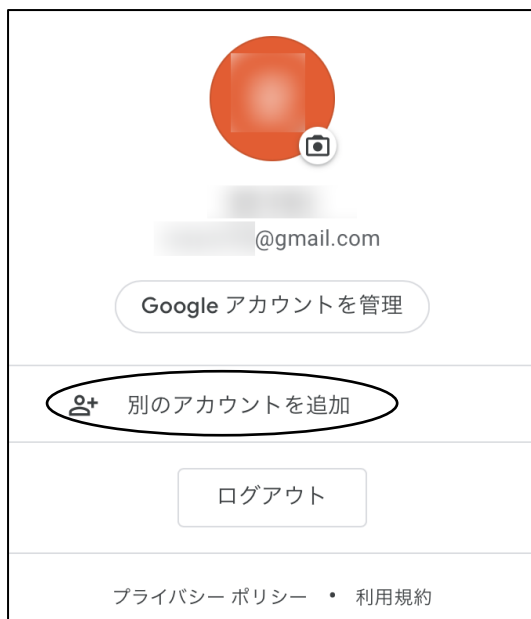 @gmail.com
Google アカウントを管理
別のアカウントを追加
ログアウト
プライバシー ポリシー • 利用規約